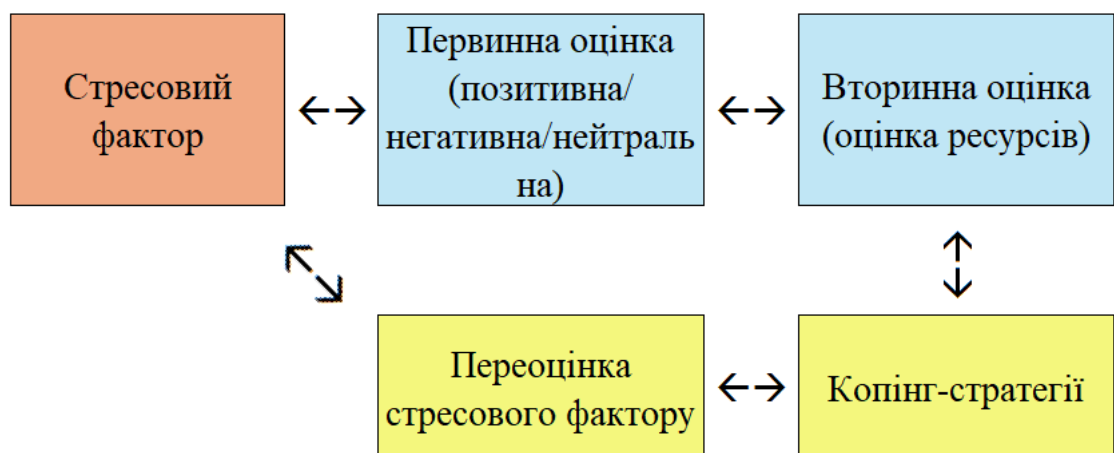 Стресовий
фактор
Первинна оцінка
(позитивна/
негативна/нейтраль
на)
Вторинна оцінка
(оцінка ресурсів)
Переоцінка
стресового фактору
Копінг-стратегії